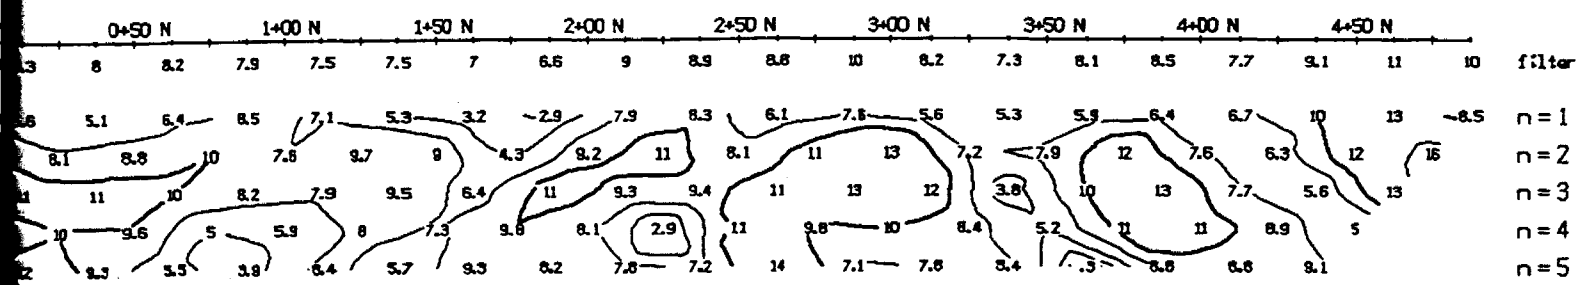 0+50 N 1+00 N 1+50 N 2+00 N 2+50 N 3+00 N 3+50 N 4+00 N 4+50 N
8 8.2 7.9 7.5 7.5 7 6.6 9 8.9 8.8 10 8.2 7.3 8.1 8.5 7.7 9.1 11 10 filter
5.1 6.4 8.5 7.1 5.3 3.2 2.9 7.9 8.3 6.1 7.8 5.6 5.3 5.9 6.4 6.7 10 13 8.5 n=1
8.1 8.8 10 7.6 9.7 9 4.3 9.2 11 8.1 11 13 7.2 7.9 12 7.6 6.3 12 16 n=2
11 10 8.2 7.9 9.5 6.4 11 9.3 9.4 11 13 12 3.8 10 13 7.7 5.6 13 n=3
10 9.6 5 5.9 8 7.3 9.8 8.1 2.9 11 9.8 10 8.4 5.2 11 11 8.9 5 n=4
9.3 5.5 3.9 6.4 5.7 9.3 8.2 7.8 7.2 14 7.1 7.8 8.4 8.8 8.8 9.1 n=5